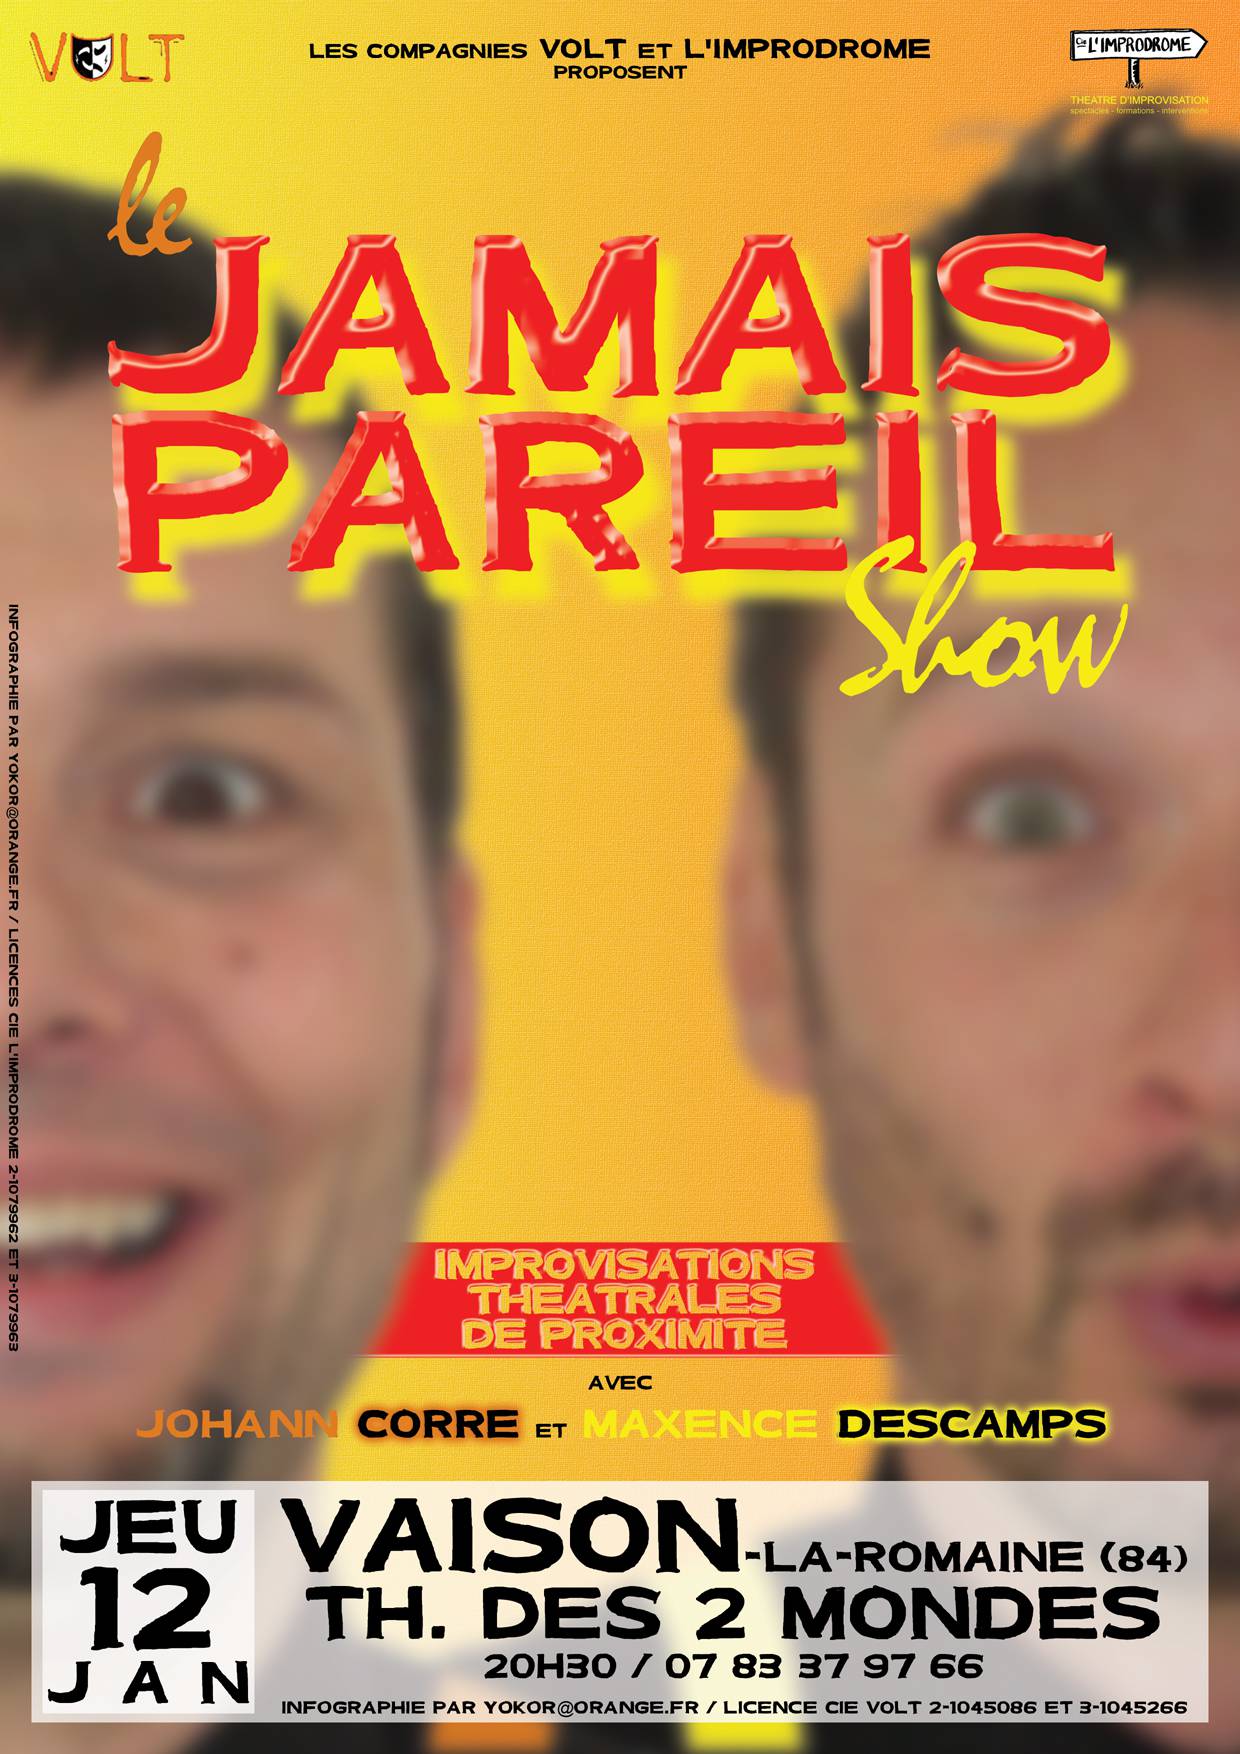 VOLT
LES COMPAGNIES VOLT ET L'IMPRODROME
PROPOSENT
Cie L'IMPRODROME
THEATRE D'IMPROVISATION
spectacles - formations - interventions
le
JAMAIS
PAREIL
Show
INFOGRAPHIE PAR YOKOR@ORANGE.FR / LICENCES CIE L'IMPRODROME 2-1079962 ET 3-1079963
IMPROVISATIONS
THEATRALES
DE PROXIMITE
AVEC
JOHANN CORRE ET MAXENCE DESCAMPS
JEU
12
JAN
VAISON-LA-ROMAINE (84)
TH. DES 2 MONDES
20H30 / 07 83 37 97 66
INFOGRAPHIE PAR YOKOR@ORANGE.FR / LICENCE CIE VOLT 2-1045086 ET 3-1045266